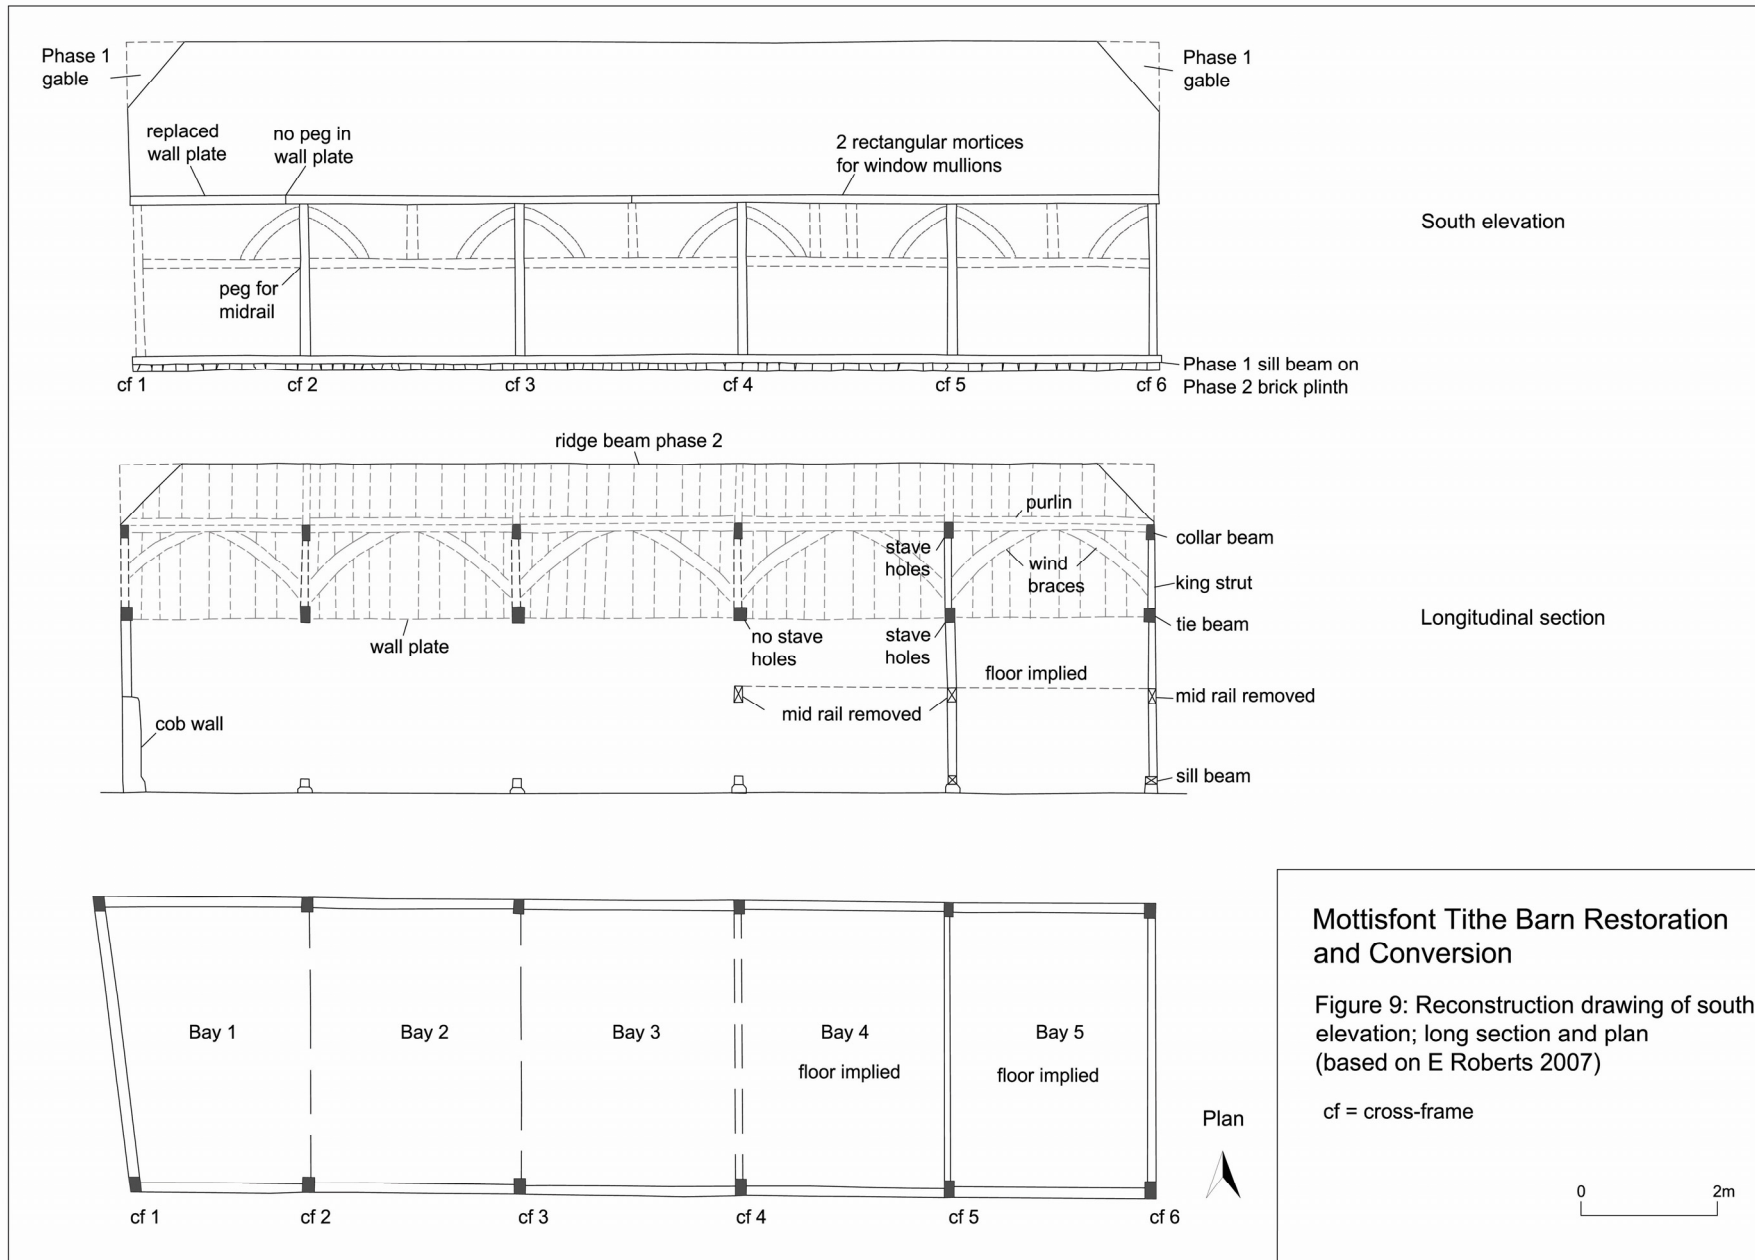 Phase 1
gable
Phase 1
gable
replaced
wall plate
no peg in
wall plate
2 rectangular mortices
for window mullions
South elevation
peg for
midrail
Phase 1 sill beam on
Phase 2 brick plinth
cf 1
cf 2
cf 3
cf 4
cf 5
cf 6
ridge beam phase 2
purlin
stave
holes
wind
braces
collar beam
king strut
tie beam
Longitudinal section
wall plate
no stave
holes
stave
holes
floor implied
mid rail removed
mid rail removed
cob wall
sill beam
Bay 1
Bay 2
Bay 3
Bay 4
floor implied
Bay 5
floor implied
Plan
cf 1
cf 2
cf 3
cf 4
cf 5
cf 6
Mottisfont Tithe Barn Restoration
and Conversion
Figure 9: Reconstruction drawing of south
elevation; long section and plan
(based on E Roberts 2007)
cf = cross-frame
0
2m